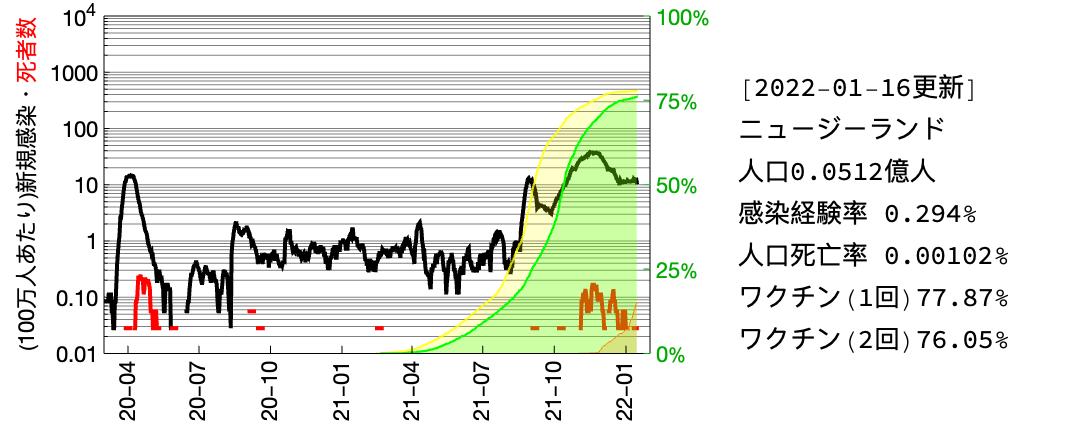 (100万人あたり)新規感染・死者数
10⁴
1000
100
10
1
0.10
0.01
100%
75%
50%
25%
0%
20-04
20-07
20-10
21-01
21-04
21-07
21-10
22-01
[2022-01-16更新]
ニュージーランド
人口0.0512億人
感染経験率 0.294%
人口死亡率 0.00102%
ワクチン(1回)77.87%
ワクチン(2回)76.05%